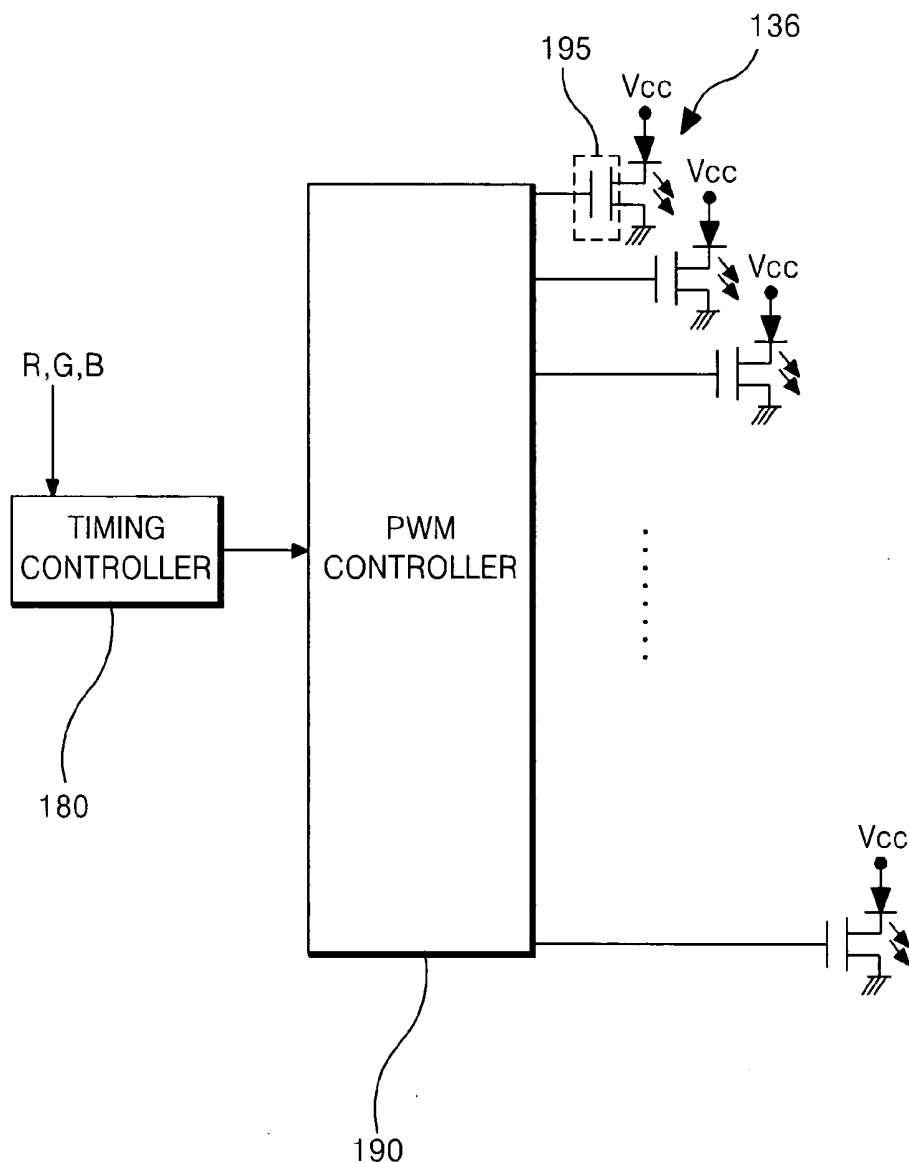 136
195
Vcc
Vcc
Vcc
R,G,B
TIMING
CONTROLLER
PWM
CONTROLLER
180
Vcc
190